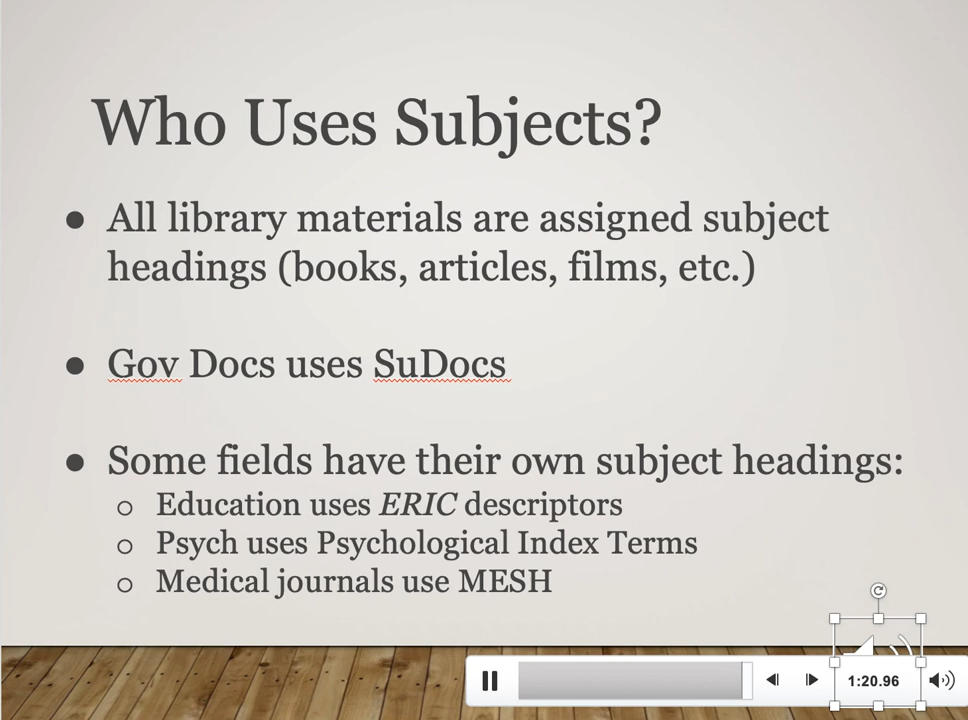 Who Uses Subjects?
● All library materials are assigned subject
headings (books, articles, films, etc.)
● Gov Docs uses SuDocs
● Some fields have their own subject headings:
○ Education uses ERIC descriptors
○ Psych uses Psychological Index Terms
○ Medical journals use MESH
1:20.96